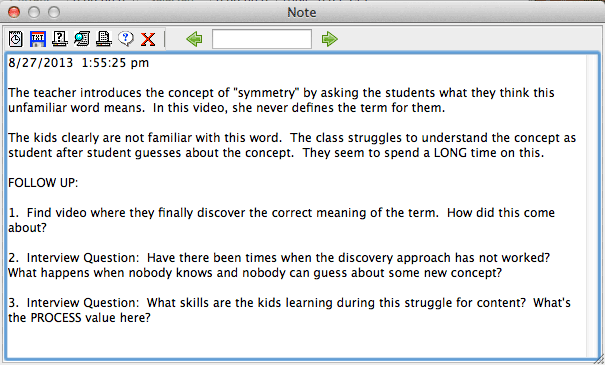 Note
8/27/2013  1:55:25 pm
The teacher introduces the concept of "symmetry" by asking the students what they think this
unfamiliar word means.  In this video, she never defines the term for them.
The kids clearly are not familiar with this word.  The class struggles to understand the concept as
student after student guesses about the concept.  They seem to spend a LONG time on this.
FOLLOW UP:
1.  Find video where they finally discover the correct meaning of the term.  How did this come
about?
2.  Interview Question:  Have there been times when the discovery approach has not worked?
What happens when nobody knows and nobody can guess about some new concept?
3.  Interview Question:  What skills are the kids learning during this struggle for content?  What's
the PROCESS value here?